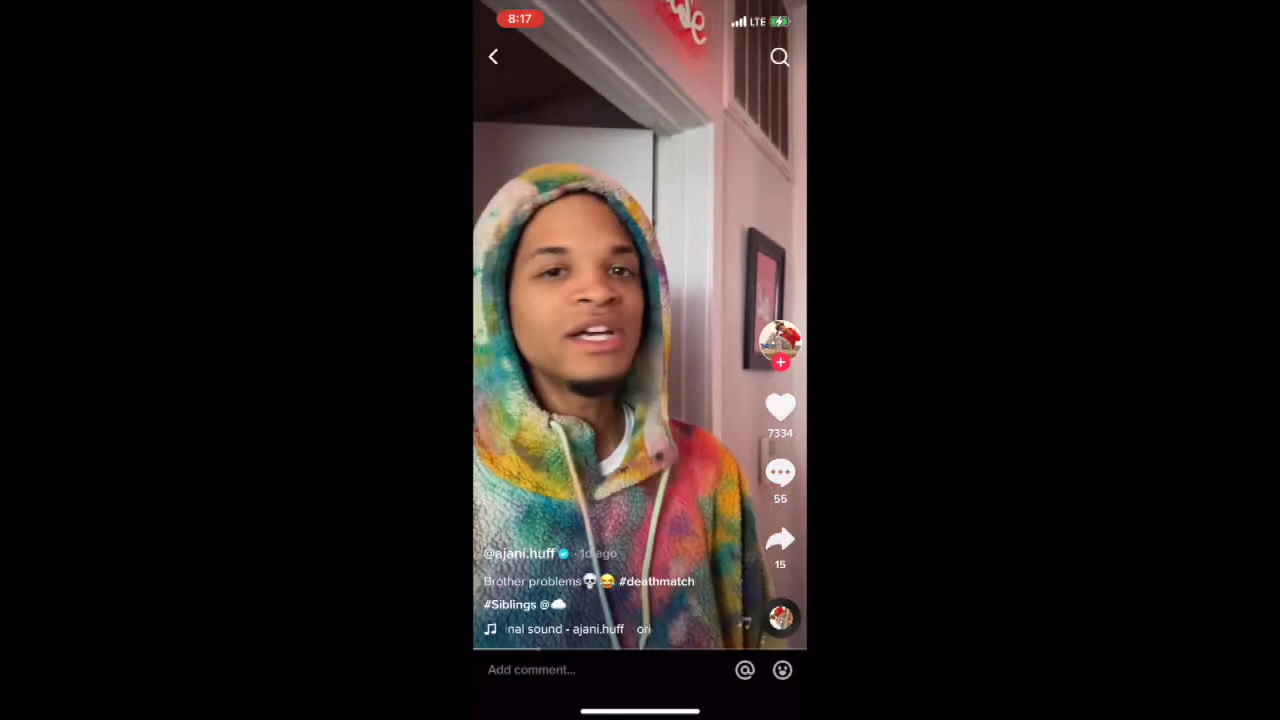 8:17
LTE
7334
55
15
@ajani.huff · 1d ago
Brother problems💀😂 #deathmatch
#Siblings @☁️
nal sound - ajani.huff ori
Add comment...